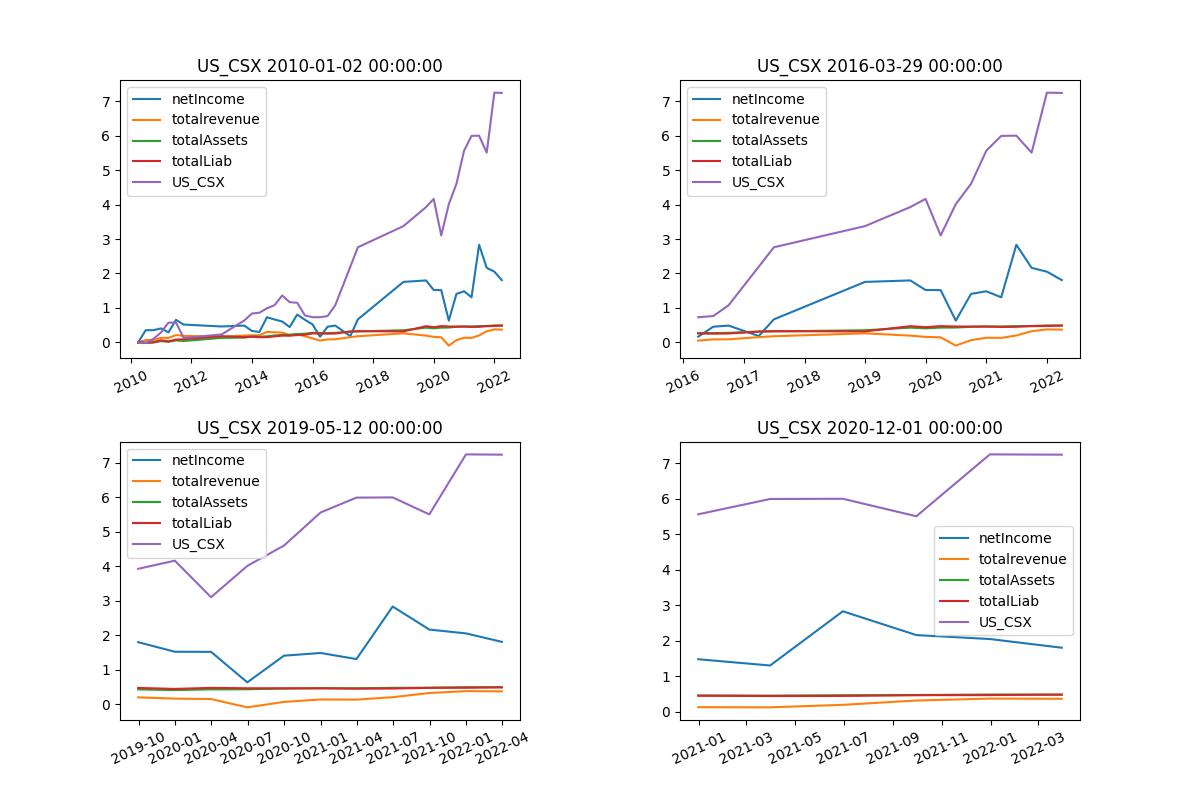 US_CSX 2010-01-02 00:00:00
netIncome
totalrevenue
totalAssets
totalLiab
US_CSX
7
6
5
4
3
2
1
0
2010 2012 2014 2016 2018 2020 2022
US_CSX 2016-03-29 00:00:00
netIncome
totalrevenue
totalAssets
totalLiab
US_CSX
7
6
5
4
3
2
1
0
2016 2017 2018 2019 2020 2021 2022
US_CSX 2019-05-12 00:00:00
netIncome
totalrevenue
totalAssets
totalLiab
US_CSX
7
6
5
4
3
2
1
0
2019-10 2020-01 2020-04 2020-07 2020-10 2021-01 2021-04 2021-07 2021-10 2022-01 2022-04
US_CSX 2020-12-01 00:00:00
7
6
5
4
3
2
1
0
netIncome
totalrevenue
totalAssets
totalLiab
US_CSX
2021-01 2021-03 2021-05 2021-07 2021-09 2021-11 2022-01 2022-03